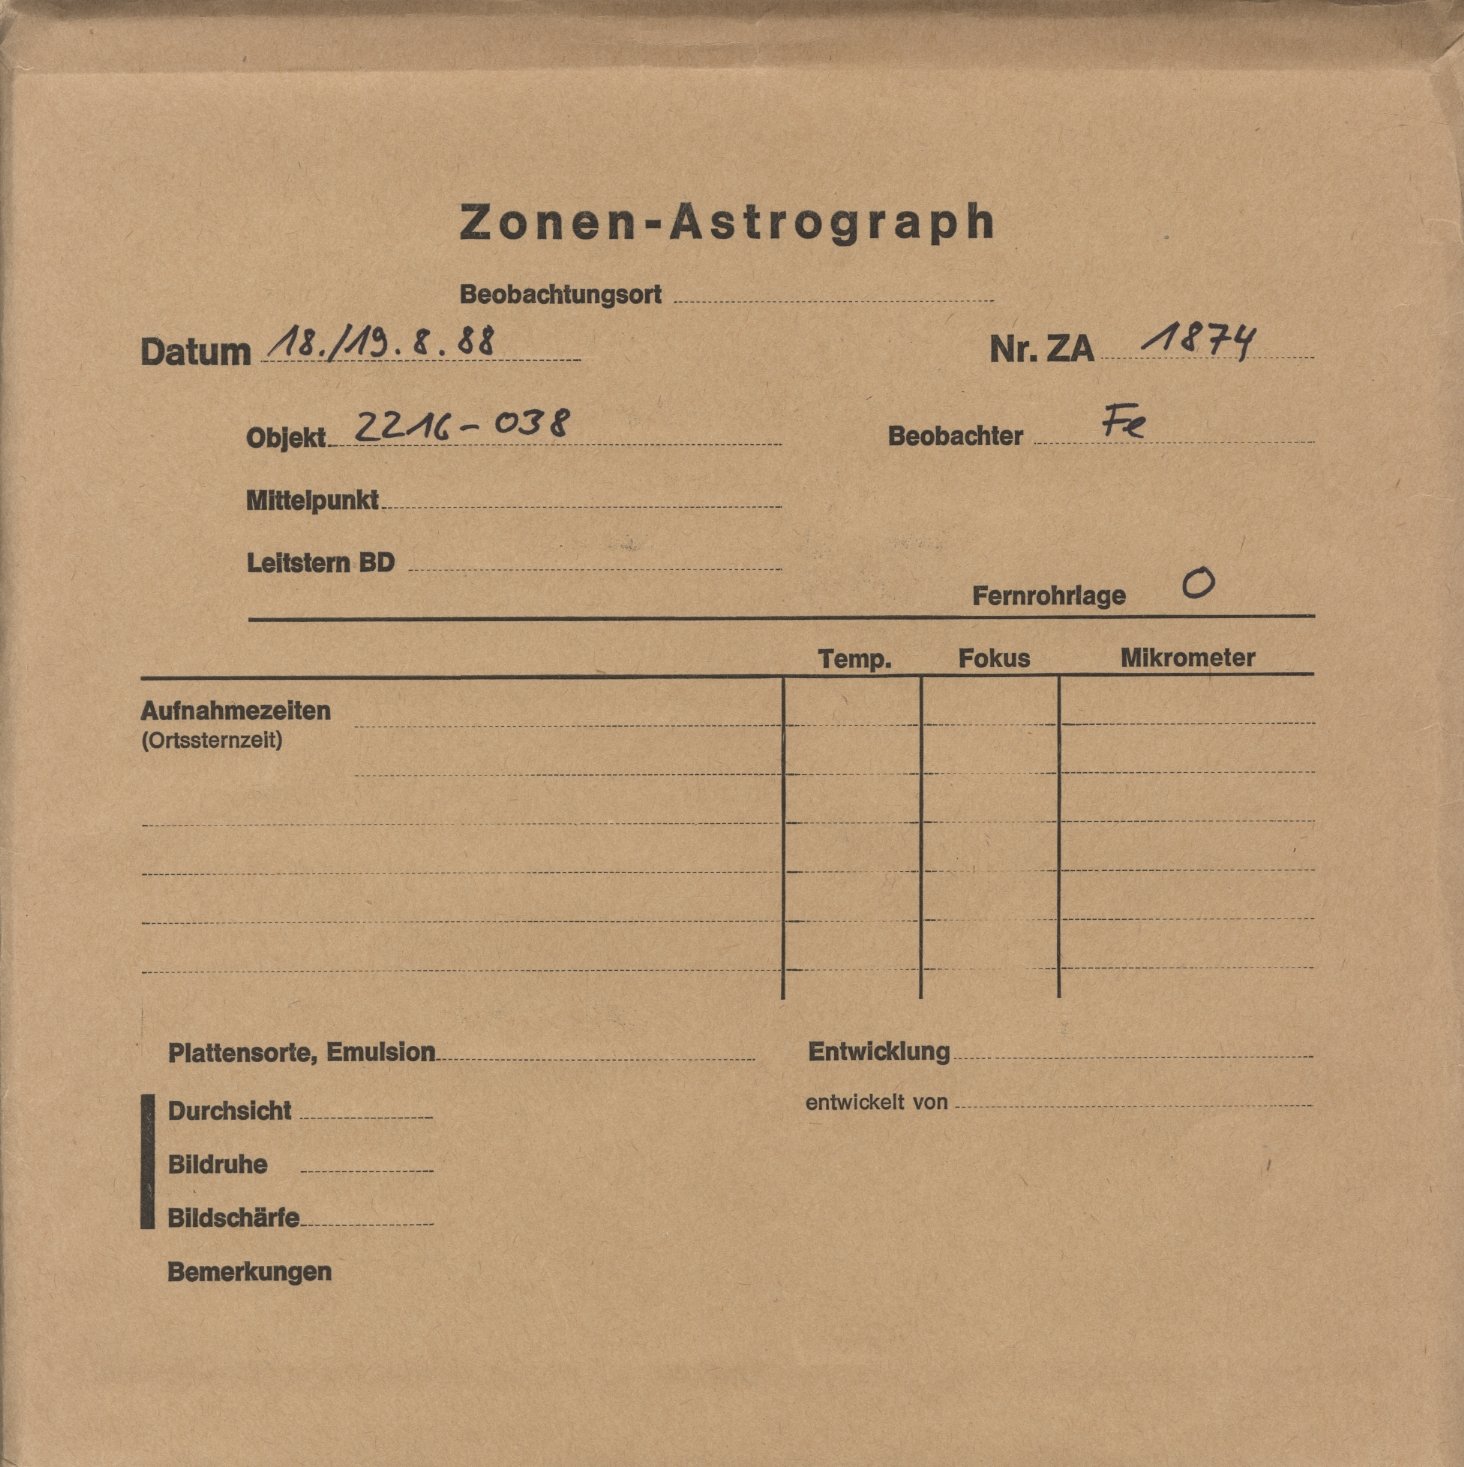 Zonen-Astrograph
Beobachtungsort
Datum 18./19.8.88
Nr. ZA 1874
Objekt 2216-038
Beobachter Fe
Mittelpunkt
Leitstern BD
Fernrohrlage O
Temp. Fokus Mikrometer
Aufnahmezeiten
(Ortssternzeit)
Plattensorte, Emulsion
Entwicklung
Durchsicht
entwickelt von
Bildruhe
Bildschärfe
Bemerkungen